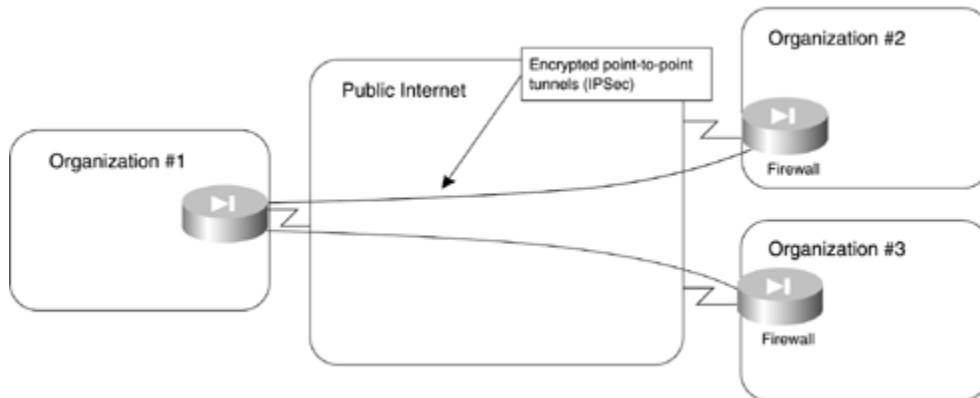 Organization #2
Encrypted point-to-point
tunnels (IPSec)
Public Internet
Organization #1
Firewall
Organization #3
Firewall